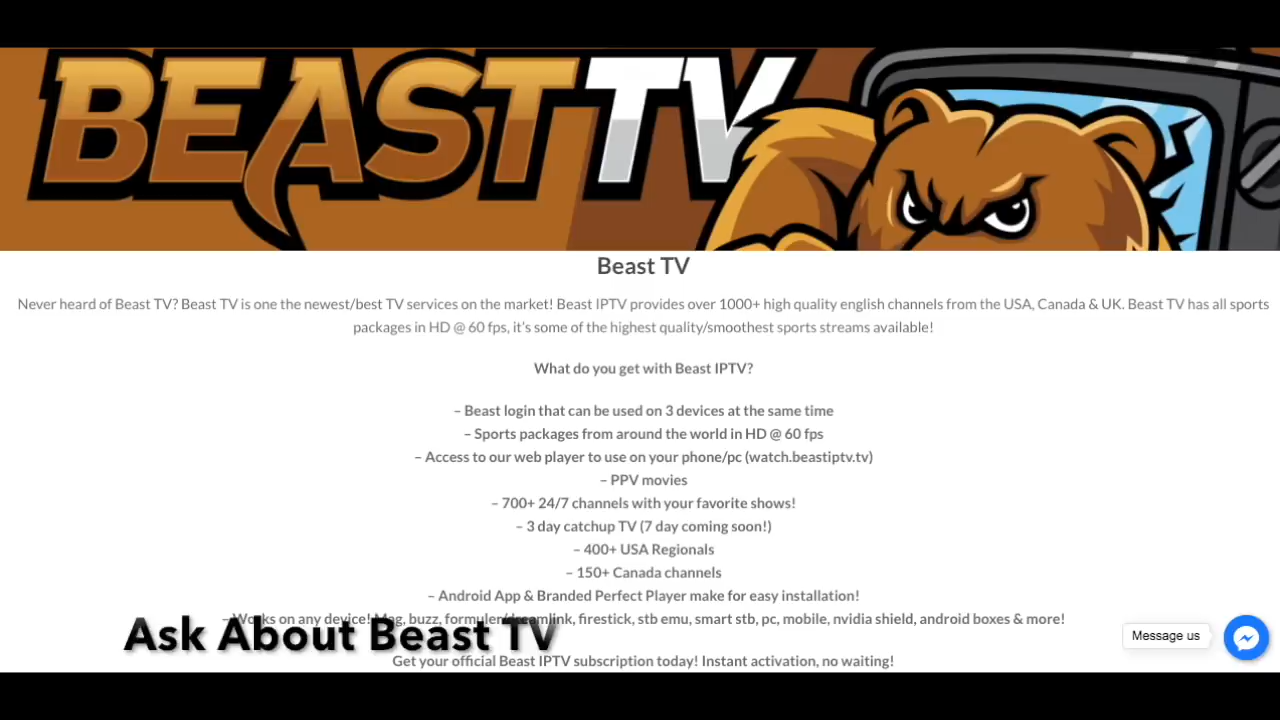 BEASTTV
Beast TV
Never heard of Beast TV? Beast TV is one the newest/best TV services on the market! Beast IPTV provides over 1000+ high quality english channels from the USA, Canada & UK. Beast TV has all sports
packages in HD @ 60 fps, it's some of the highest quality/smoothest sports streams available!
What do you get with Beast IPTV?
– Beast login that can be used on 3 devices at the same time
– Sports packages from around the world in HD @ 60 fps
– Access to our web player to use on your phone/pc (watch.beastiptv.tv)
– PPV movies
– 700+ 24/7 channels with your favorite shows!
– 3 day catchup TV (7 day coming soon!)
– 400+ USA Regionals
– 150+ Canada channels
– Android App & Branded Perfect Player make for easy installation!
– Works on any device! Mag, buzz, formuler/dreamlink, firestick, stb emu, smart stb, pc, mobile, nvidia shield, android boxes & more!
Ask About Beast TV
Message us
Get your official Beast IPTV subscription today! Instant activation, no waiting!